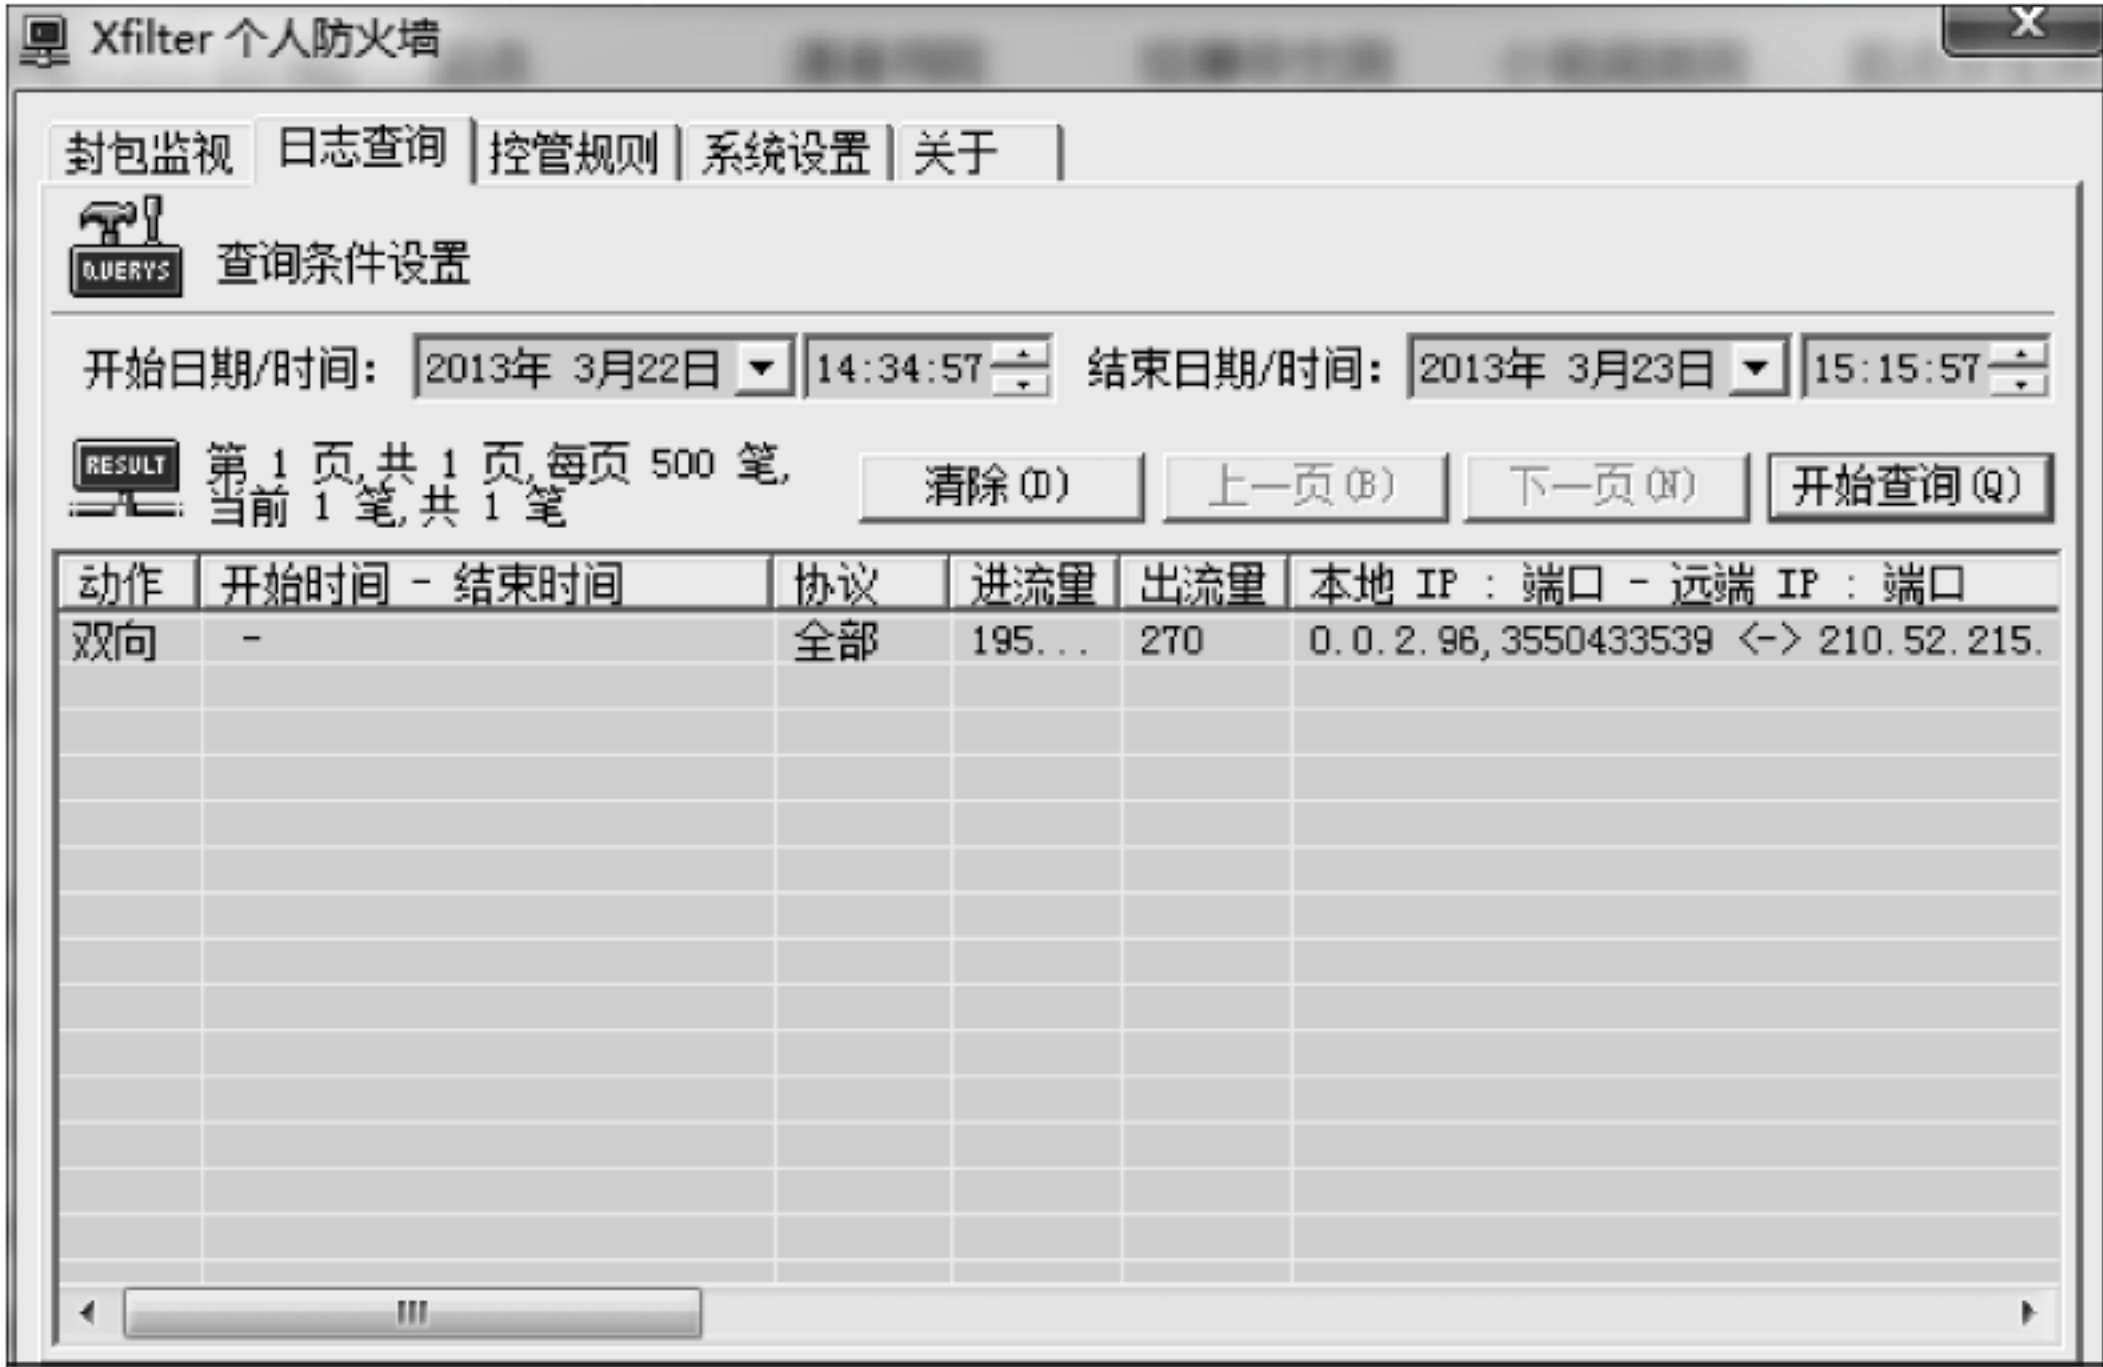 Xfilter 个人防火墙
封包监视 日志查询 控管规则 系统设置 关于
QUERYS 查询条件设置
开始日期/时间: 2013年 3月22日 14:34:57 结束日期/时间: 2013年 3月23日 15:15:57
RESULT 第 1 页,共 1 页,每页 500 笔,
当前 1 笔,共 1 笔
清除(D) 上一页(B) 下一页(N) 开始查询(Q)
动作 开始时间 - 结束时间 协议 进流量 出流量 本地 IP : 端口 - 远端 IP : 端口
双向 - 全部 195... 270 0.0.2.96,3550433539 <-> 210.52.215.